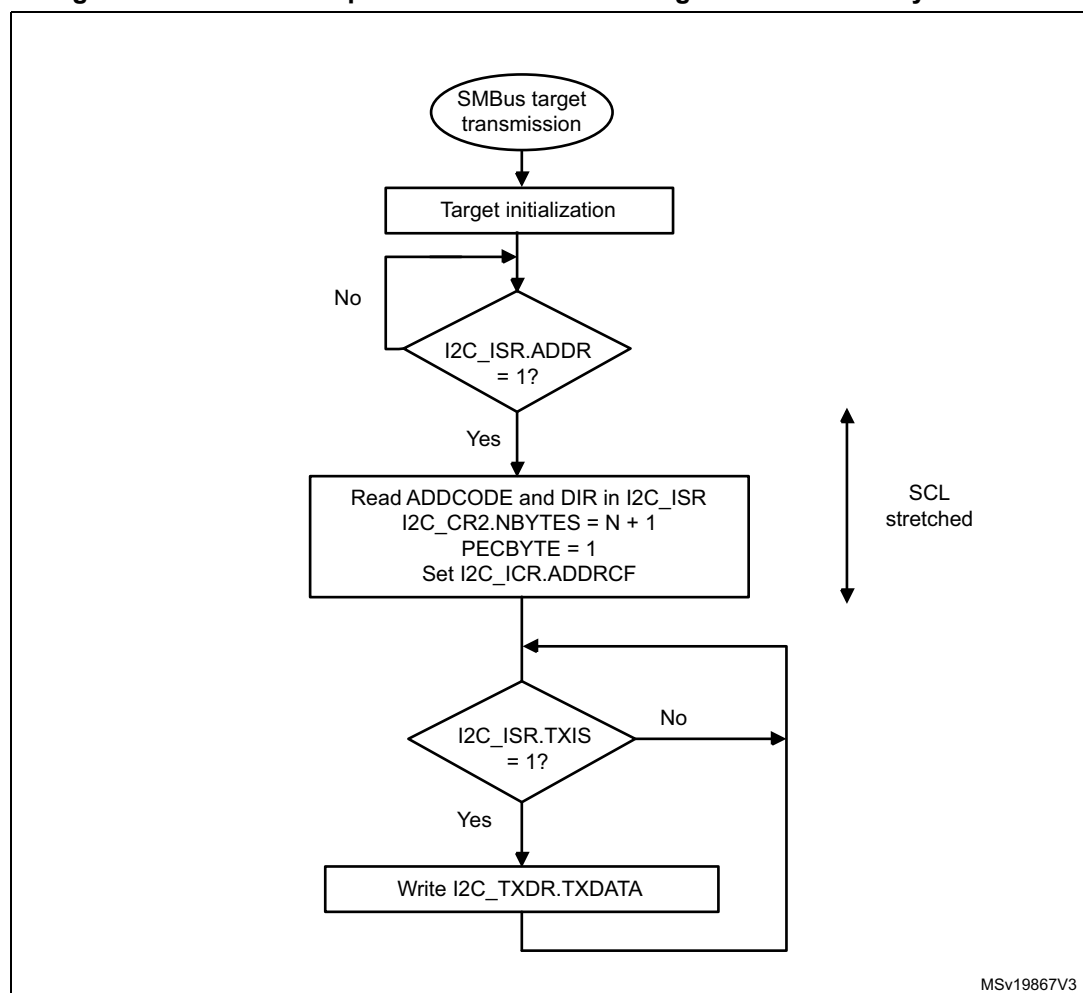 SMBus target
transmission
Target initialization
No
I2C_ISR.ADDR
= 1?
Yes
Read ADDCODE and DIR in I2C_ISR
I2C_CR2.NBYTES = N + 1
PECBYTE = 1
Set I2C_ICR.ADDRCF
SCL
stretched
I2C_ISR.TXIS
= 1?
No
Yes
Write I2C_TXDR.TXDATA
MSv19867V3